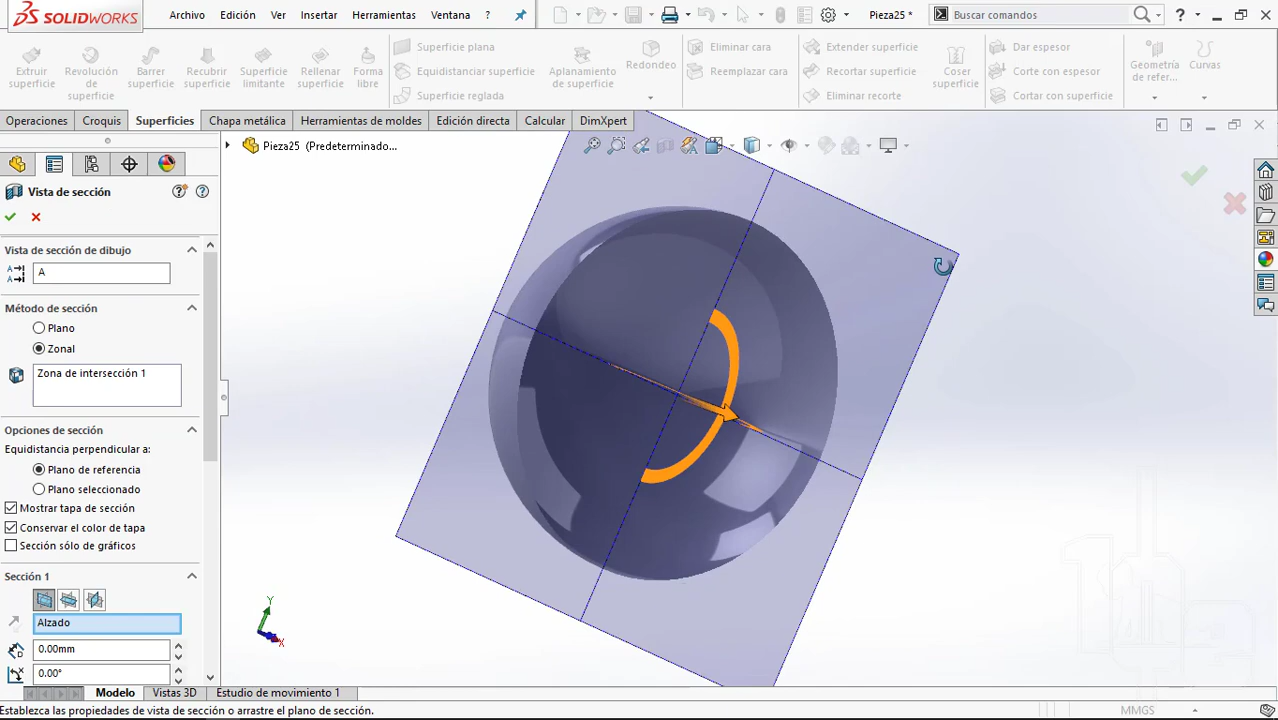 SOLIDWORKS
Archivo Edición Ver Insertar Herramientas Ventana ?
Pieza25 *
Buscar comandos
Extruir superficie
Revolución de superficie
Barrer superficie
Recubrir superficie
Superficie limitante
Rellenar superficie
Forma libre
Superficie plana
Equidistanciar superficie
Superficie reglada
Aplanamiento de superficie
Redondeo
Eliminar cara
Reemplazar cara
Extender superficie
Recortar superficie
Eliminar recorte
Coser superficie
Dar espesor
Corte con espesor
Cortar con superficie
Geometría de refer...
Curvas
Operaciones Croquis Superficies Chapa metálica Herramientas de moldes Edición directa Calcular DimXpert
Pieza25 (Predeterminado...
Vista de sección
Vista de sección de dibujo
A
Método de sección
Plano
Zonal
Zona de intersección 1
Opciones de sección
Equidistancia perpendicular a:
Plano de referencia
Plano seleccionado
Mostrar tapa de sección
Conservar el color de tapa
Sección sólo de gráficos
Sección 1
Alzado
0.00mm
0.00°
Y
X
Modelo Vistas 3D Estudio de movimiento 1
Establezca las propiedades de vista de sección o arrastre el plano de sección.
MMGS